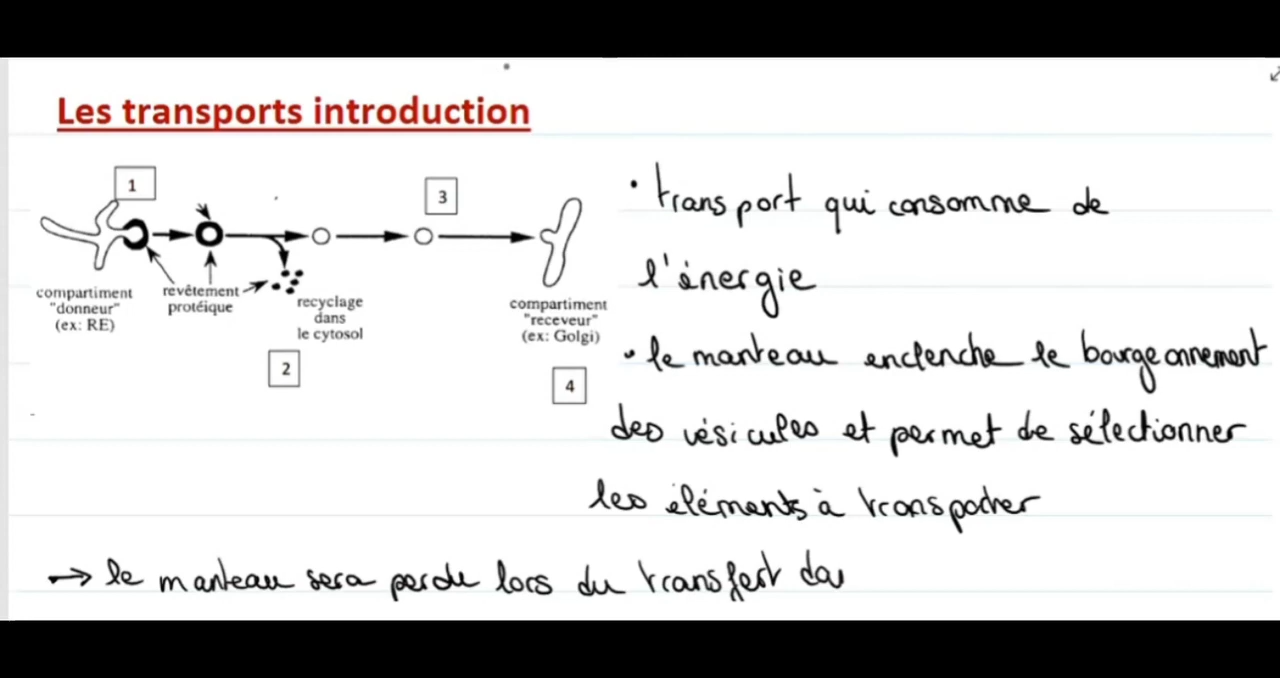 Les transports introduction
1
3
compartiment
"donneur"
(ex: RE)
revêtement
protéique
recyclage
dans
le cytosol
compartiment
"receveur"
(ex: Golgi)
2
4
• transport qui consomme de
l'énergie
• le manteau enclenche le bourgeonnement
des vésicules et permet de sélectionner
les éléments à transporter
→ le manteau sera perdu lors du transfert da